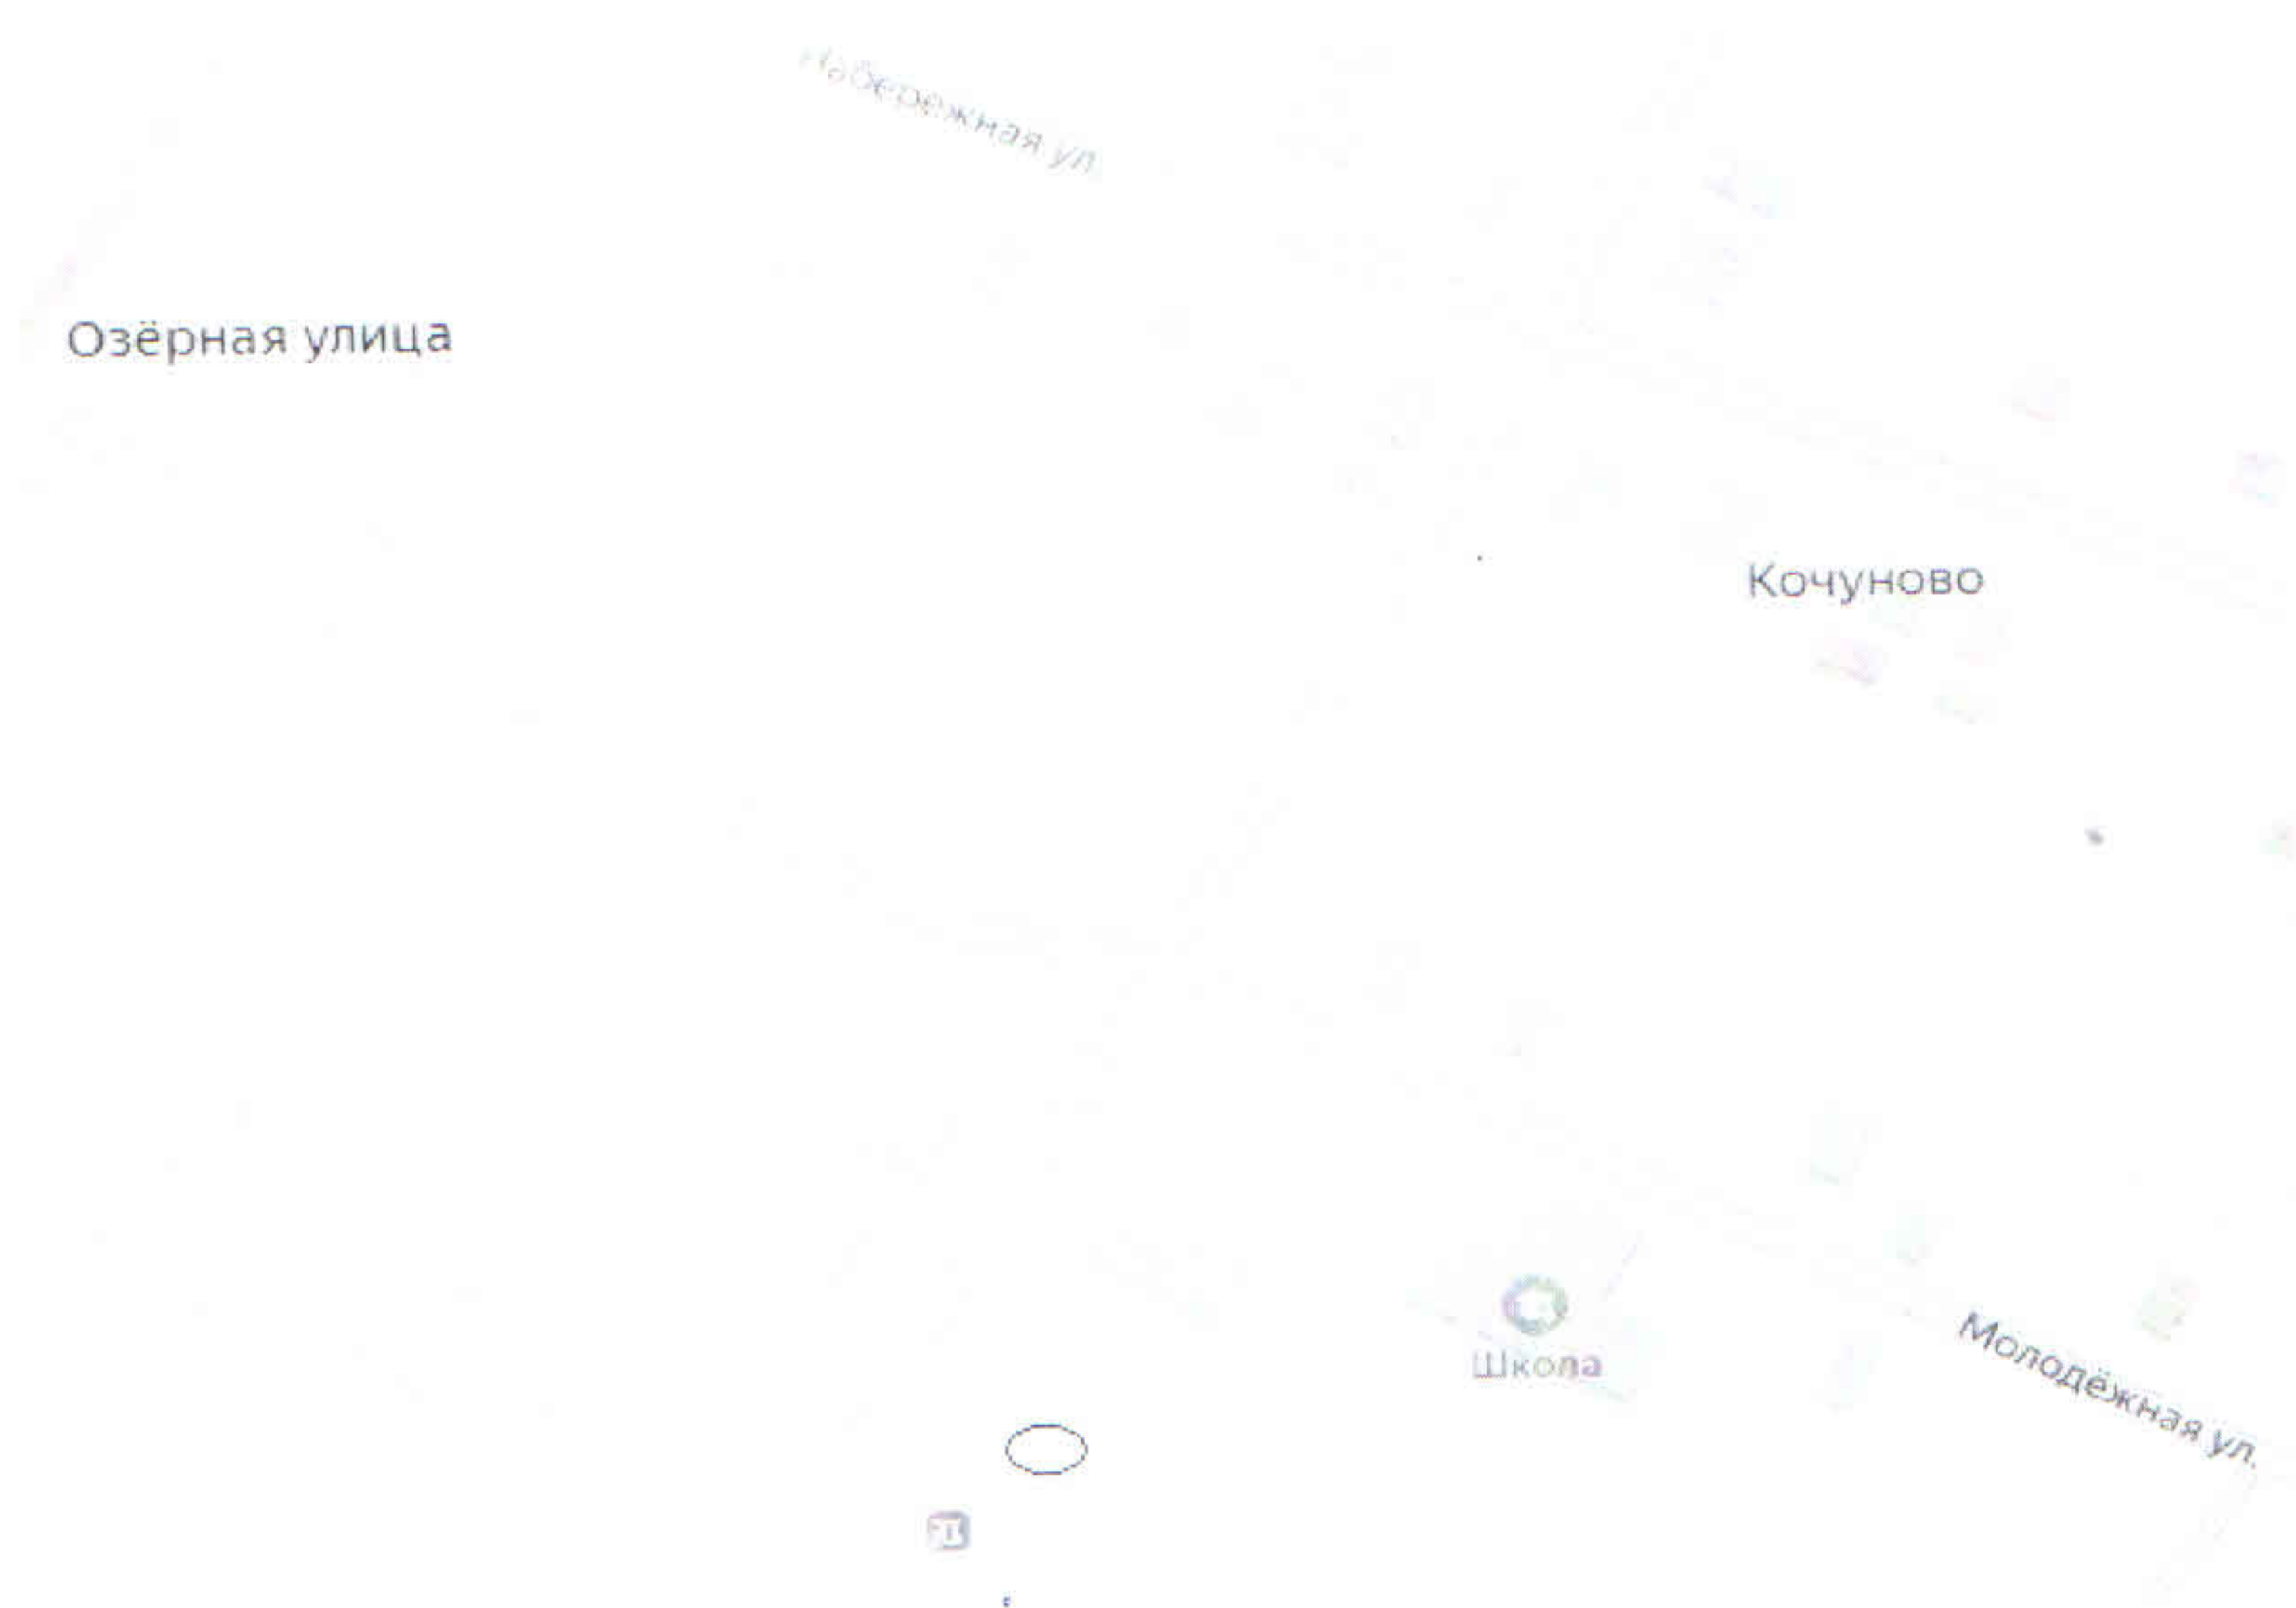 Набережная ул.
Озёрная улица
Кочуново
Школа
Молодёжная ул.